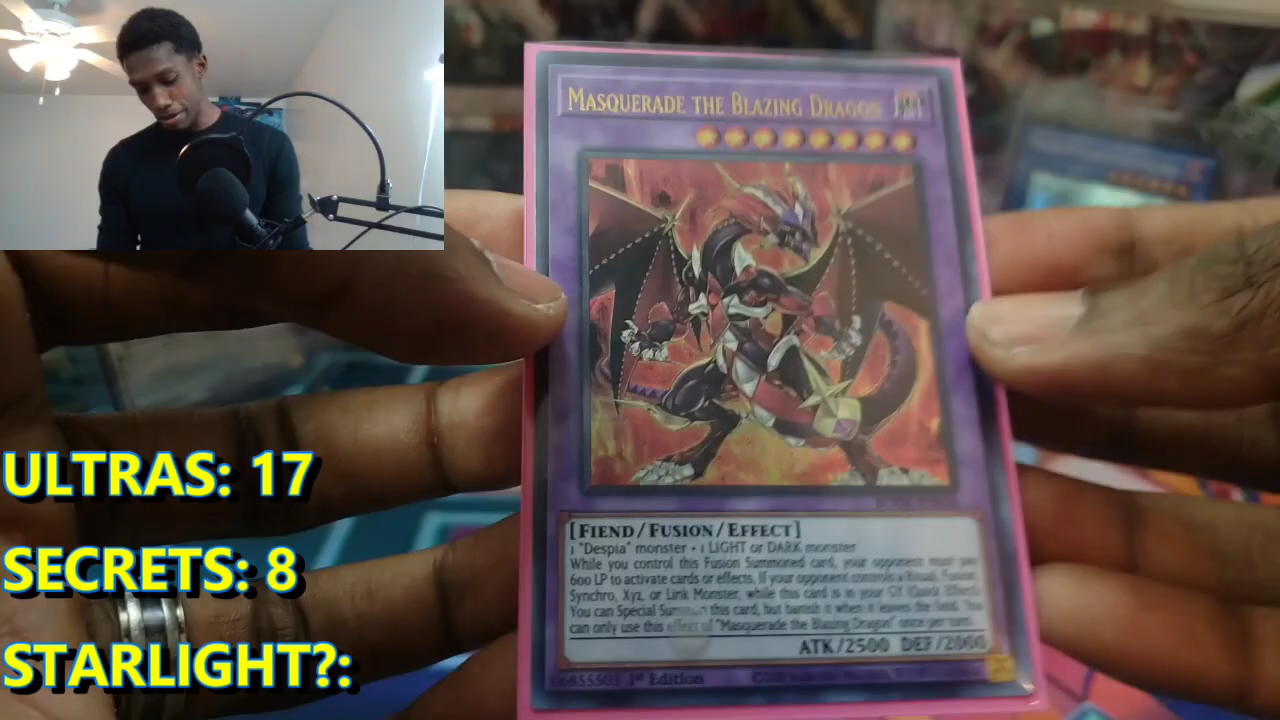 MASQUERADE THE BLAZING DRAGON
[FIEND/FUSION/EFFECT]
1 "Despia" monster + 1 LIGHT or DARK monster
While you control this Fusion Summoned card, your opponent must pay
600 LP to activate cards or effects. If your opponent controls a Ritual, Fusion,
Synchro, Xyz, or Link Monster, while this card is in your GY (Quick Effect):
You can Special Summon this card, but banish it when it leaves the field. You
can only use this effect of "Masquerade the Blazing Dragon" once per turn.
ATK/2500 DEF/2000
1st Edition
ULTRAS: 17
SECRETS: 8
STARLIGHT?: